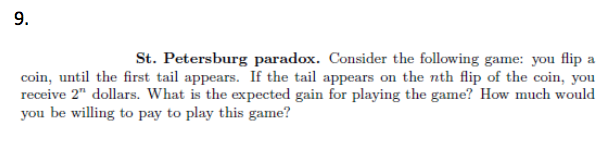 9.
St. Petersburg paradox. Consider the following game: you flip a
coin, until the first tail appears. If the tail appears on the nth flip of the coin, you
receive 2ⁿ dollars. What is the expected gain for playing the game? How much would
you be willing to pay to play this game?